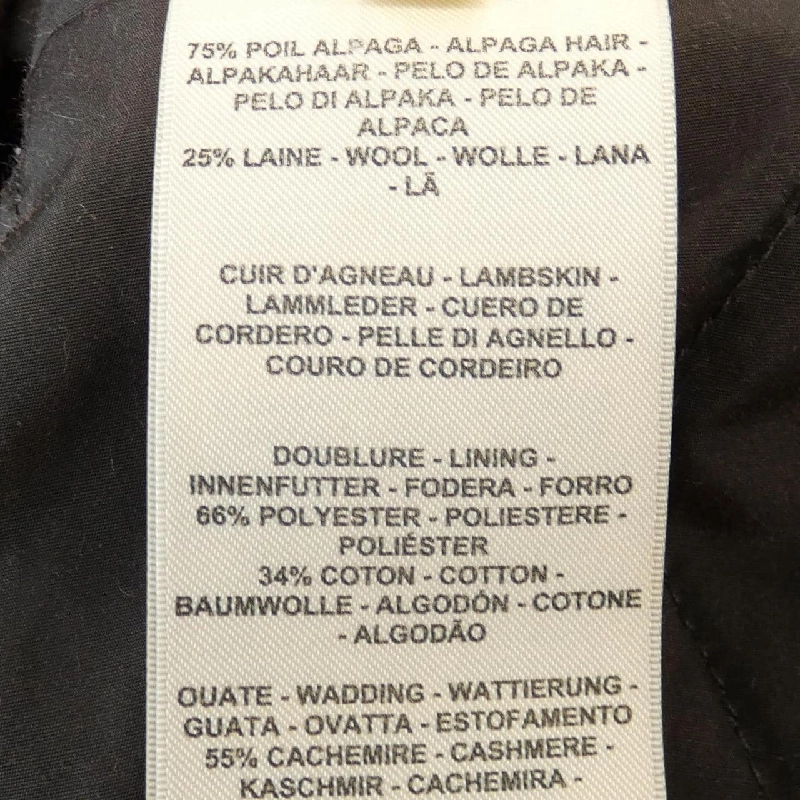 75% POIL ALPAGA - ALPAGA HAIR -
ALPAKAHAAR - PELO DE ALPAKA -
PELO DI ALPAKA - PELO DE
ALPACA
25% LAINE - WOOL - WOLLE - LANA
- LÃ
CUIR D'AGNEAU - LAMBSKIN -
LAMMLEDER - CUERO DE
CORDERO - PELLE DI AGNELLO -
COURO DE CORDEIRO
DOUBLURE - LINING -
INNENFUTTER - FODERA - FORRO
66% POLYESTER - POLIESTERE -
POLIÉSTER
34% COTON - COTTON -
BAUMWOLLE - ALGODÓN - COTONE
- ALGODÃO
OUATE - WADDING - WATTIERUNG -
GUATA - OVATTA - ESTOFAMENTO
55% CACHEMIRE - CASHMERE -
KASCHMIR - CACHEMIRA -